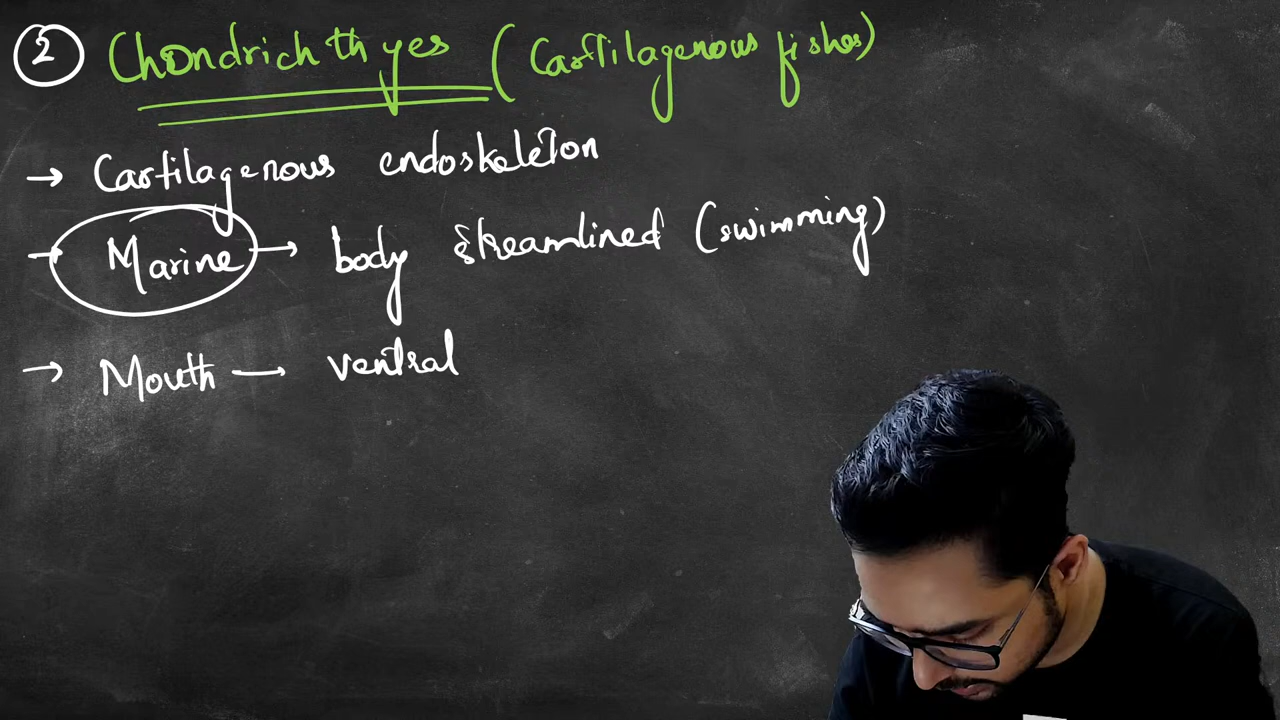 2 Chondrichthyes (Cartilagenous fishes)
→ Cartilagenous endoskeleton
→ Marine → body streamlined (swimming)
→ Mouth → ventral